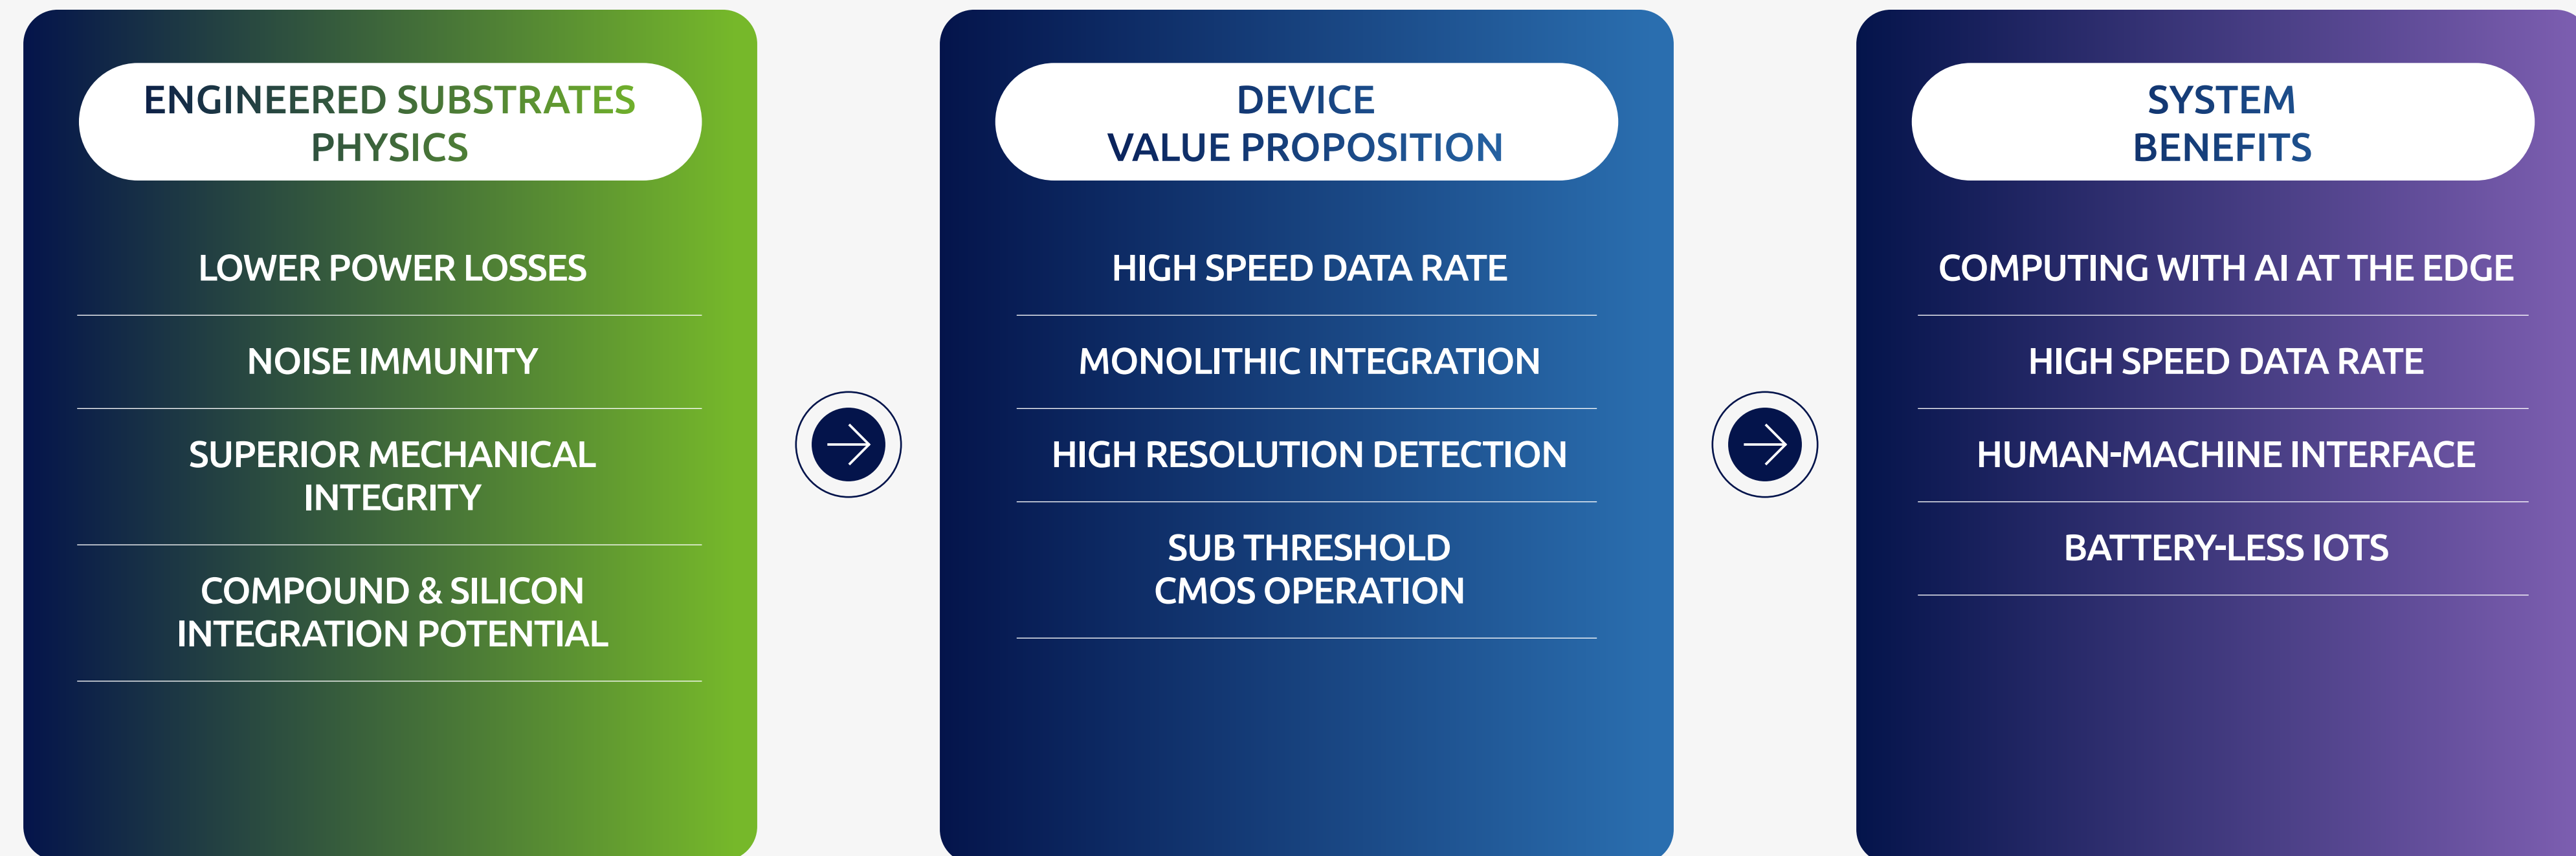 ENGINEERED SUBSTRATES
PHYSICS
LOWER POWER LOSSES
NOISE IMMUNITY
SUPERIOR MECHANICAL
INTEGRITY
COMPOUND & SILICON
INTEGRATION POTENTIAL
DEVICE
VALUE PROPOSITION
HIGH SPEED DATA RATE
MONOLITHIC INTEGRATION
HIGH RESOLUTION DETECTION
SUB THRESHOLD
CMOS OPERATION
SYSTEM
BENEFITS
COMPUTING WITH AI AT THE EDGE
HIGH SPEED DATA RATE
HUMAN-MACHINE INTERFACE
BATTERY-LESS IOTS